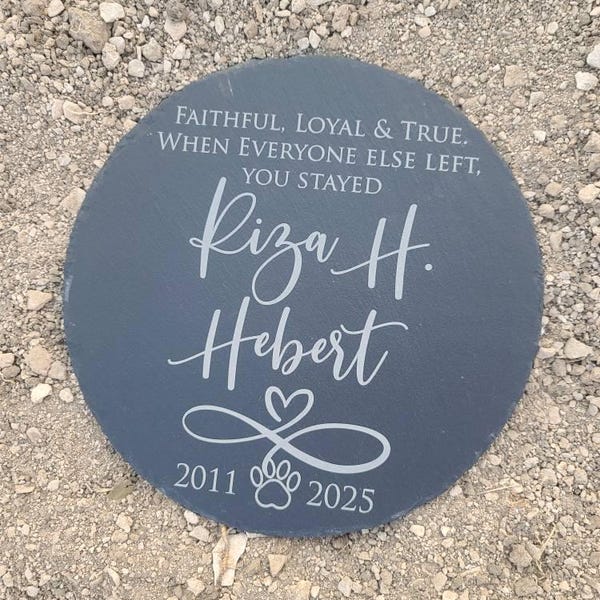 Faithful, Loyal & True.
When Everyone else left,
you stayed
Riza H.
Hebert
2011 2025